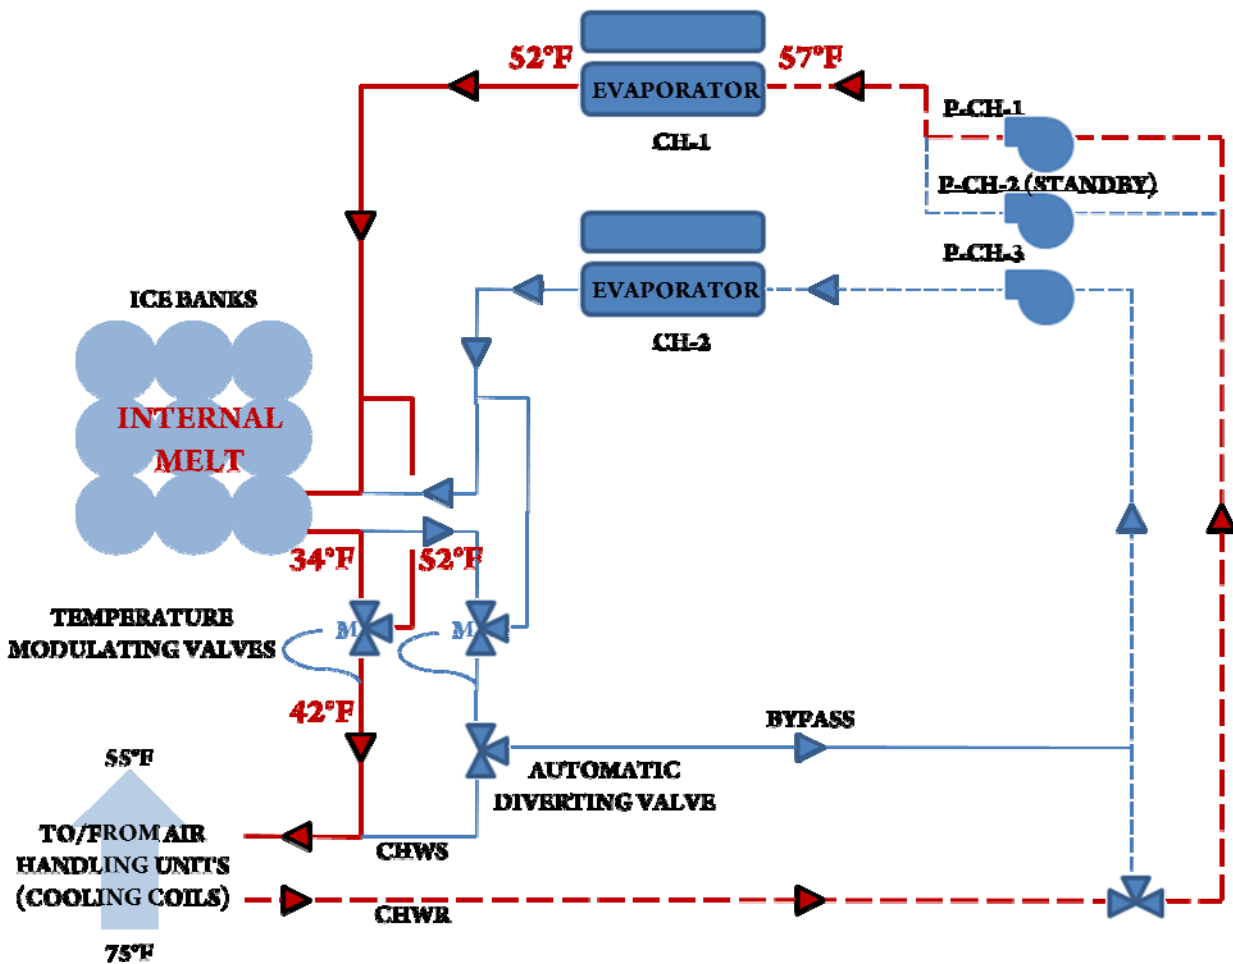 52°F
57°F
EVAPORATOR
CH-1
P-CH-1
P-CH-2 (STANDBY)
P-CH-3
EVAPORATOR
CH-2
ICE BANKS
INTERNAL
MELT
34°F
52°F
TEMPERATURE
MODULATING VALVES
M
M
42°F
BYPASS
AUTOMATIC
DIVERTING VALVE
55°F
TO/FROM AIR
HANDLING UNITS
(COOLING COILS)
75°F
CHWS
CHWR